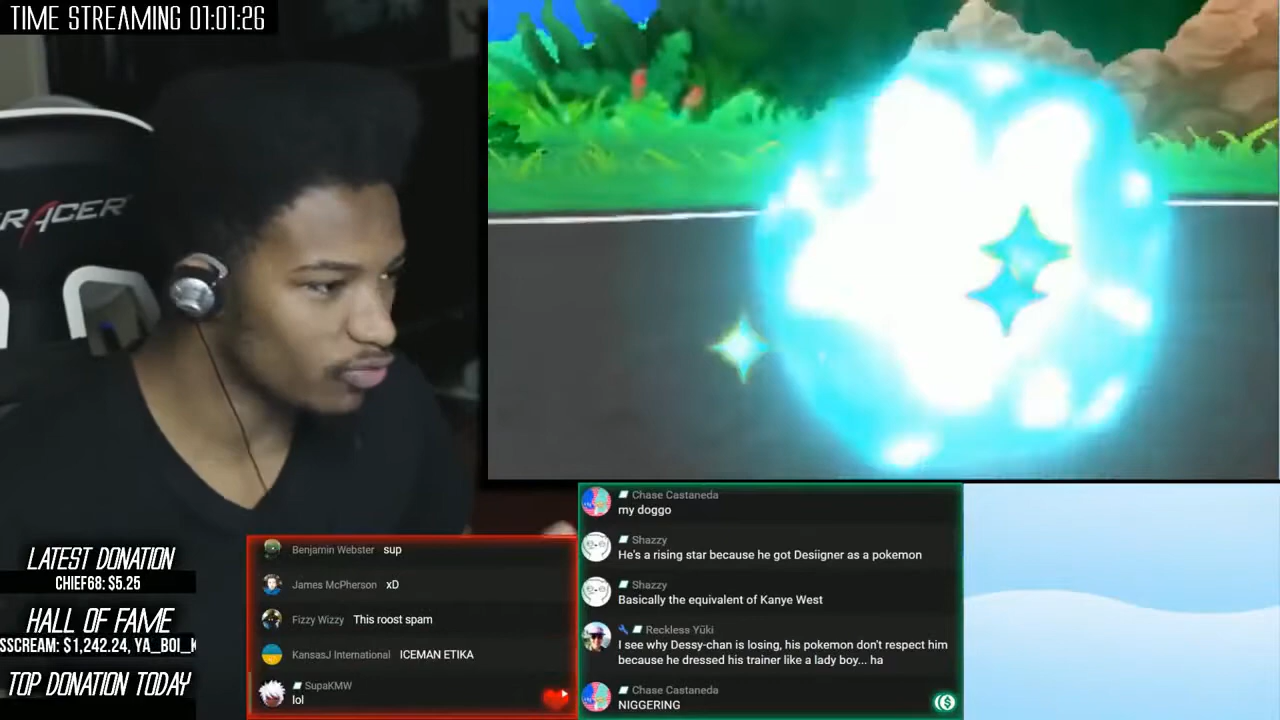 TIME STREAMING 01:01:26
RACER
LATEST DONATION
CHIEF68: $5.25
HALL OF FAME
SSCREAM: $1,242.24, YA_BOI_K
TOP DONATION TODAY
Benjamin Webster sup
James McPherson xD
Fizzy Wizzy This roost spam
KansasJ International ICEMAN ETIKA
SupaKMW
lol
Chase Castaneda
my doggo
Shazzy
He's a rising star because he got Desiigner as a pokemon
Shazzy
Basically the equivalent of Kanye West
Reckless Yūki
I see why Dessy-chan is losing, his pokemon don't respect him
because he dressed his trainer like a lady boy... ha
Chase Castaneda
NIGGERING